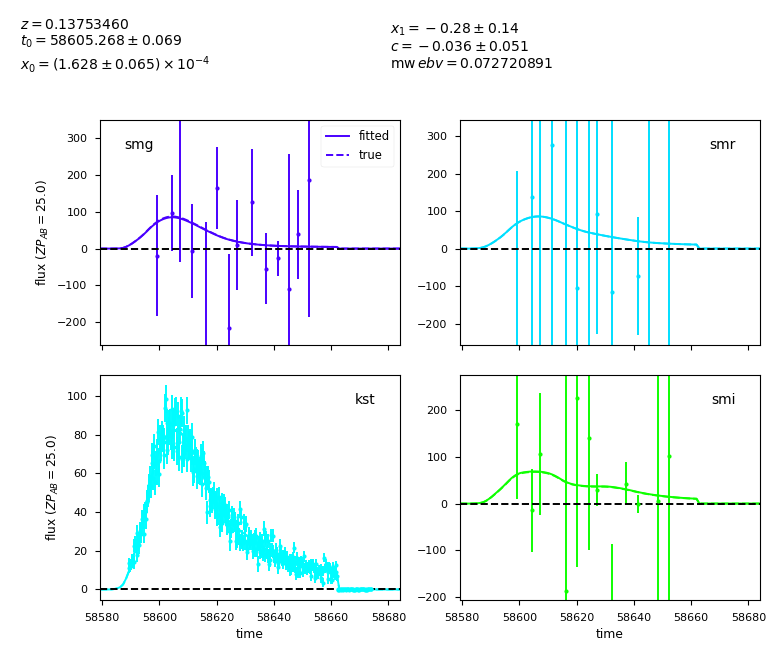 z = 0.13753460
t₀ = 58605.268 ± 0.069
x₀ = (1.628 ± 0.065) × 10⁻⁴
x₁ = −0.28 ± 0.14
c = −0.036 ± 0.051
mw ebv = 0.072720891
smg
fitted
true
300
200
100
0
−100
−200
flux (ZP_AB = 25.0)
smr
300
200
100
0
−100
−200
kst
100
80
60
40
20
0
flux (ZP_AB = 25.0)
58580 58600 58620 58640 58660 58680
time
smi
200
100
0
−100
−200
58580 58600 58620 58640 58660 58680
time